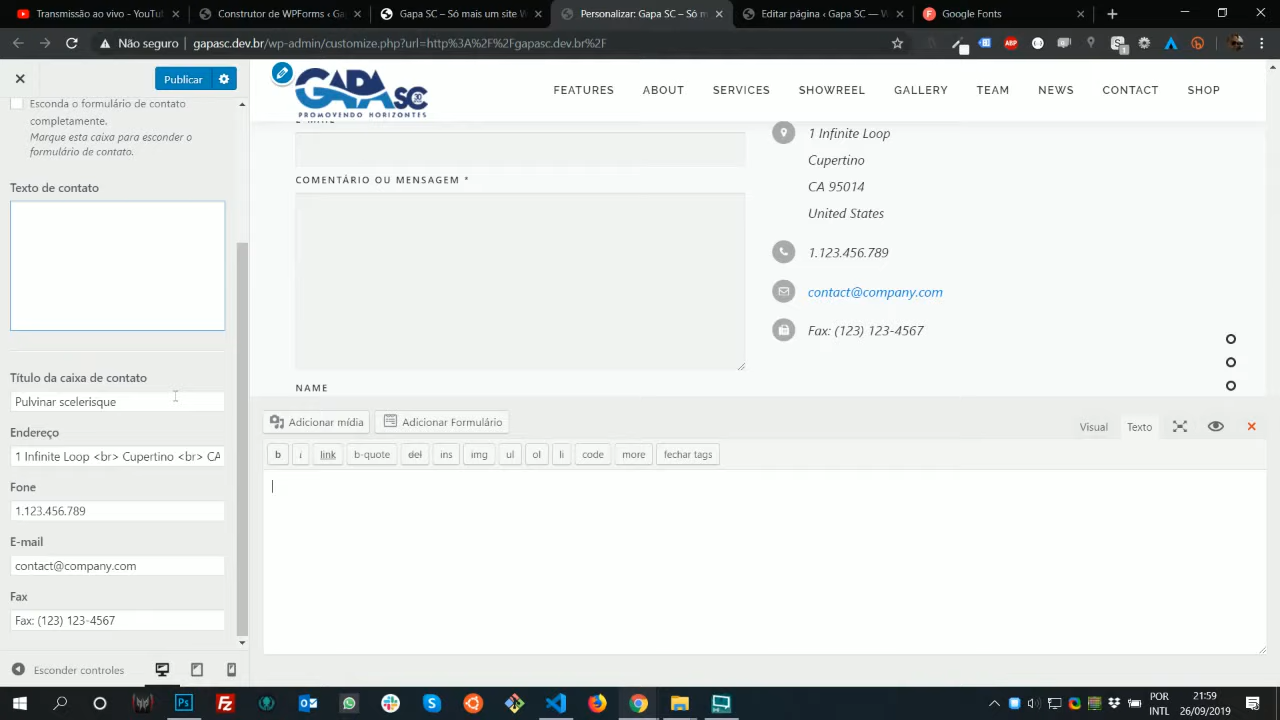 Transmissão ao vivo - YouTub
Construtor de WPForms ‹ Ga
Gapa SC – Só mais um site W
Personalizar: Gapa SC – Só m
Editar página ‹ Gapa SC — W
Google Fonts
Não seguro
gapasc.dev.br/wp-admin/customize.php?url=http%3A%2F%2Fgapasc.dev.br%2F
Publicar
Esconda o formulário de contato
completamente.
Marque esta caixa para esconder o
formulário de contato.
Texto de contato
Título da caixa de contato
Pulvinar scelerisque
Endereço
1 Infinite Loop <br> Cupertino <br> CA
Fone
1.123.456.789
E-mail
contact@company.com
Fax
Fax: (123) 123-4567
Esconder controles
GAPA SC
PROMOVENDO HORIZONTES
FEATURES
ABOUT
SERVICES
SHOWREEL
GALLERY
TEAM
NEWS
CONTACT
SHOP
E-MAIL
COMENTÁRIO OU MENSAGEM *
NAME
1 Infinite Loop
Cupertino
CA 95014
United States
1.123.456.789
contact@company.com
Fax: (123) 123-4567
Adicionar mídia
Adicionar Formulário
Visual
Texto
b
i
link
b-quote
del
ins
img
ul
ol
li
code
more
fechar tags
POR
INTL
21:59
26/09/2019